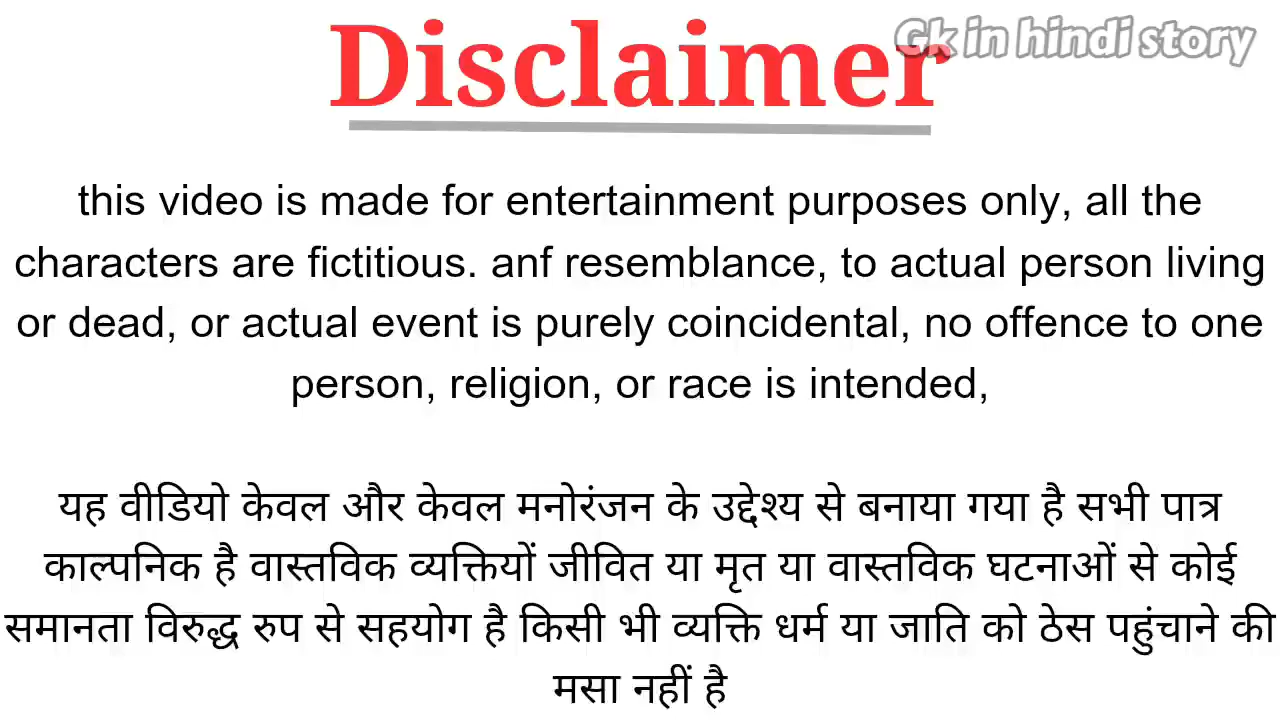 Disclaimer
Gk in hindi story
this video is made for entertainment purposes only, all the
characters are fictitious. anf resemblance, to actual person living
or dead, or actual event is purely coincidental, no offence to one
person, religion, or race is intended,
यह वीडियो केवल और केवल मनोरंजन के उद्देश्य से बनाया गया है सभी पात्र
काल्पनिक है वास्तविक व्यक्तियों जीवित या मृत या वास्तविक घटनाओं से कोई
समानता विरुद्ध रुप से सहयोग है किसी भी व्यक्ति धर्म या जाति को ठेस पहुंचाने की
मसा नहीं है